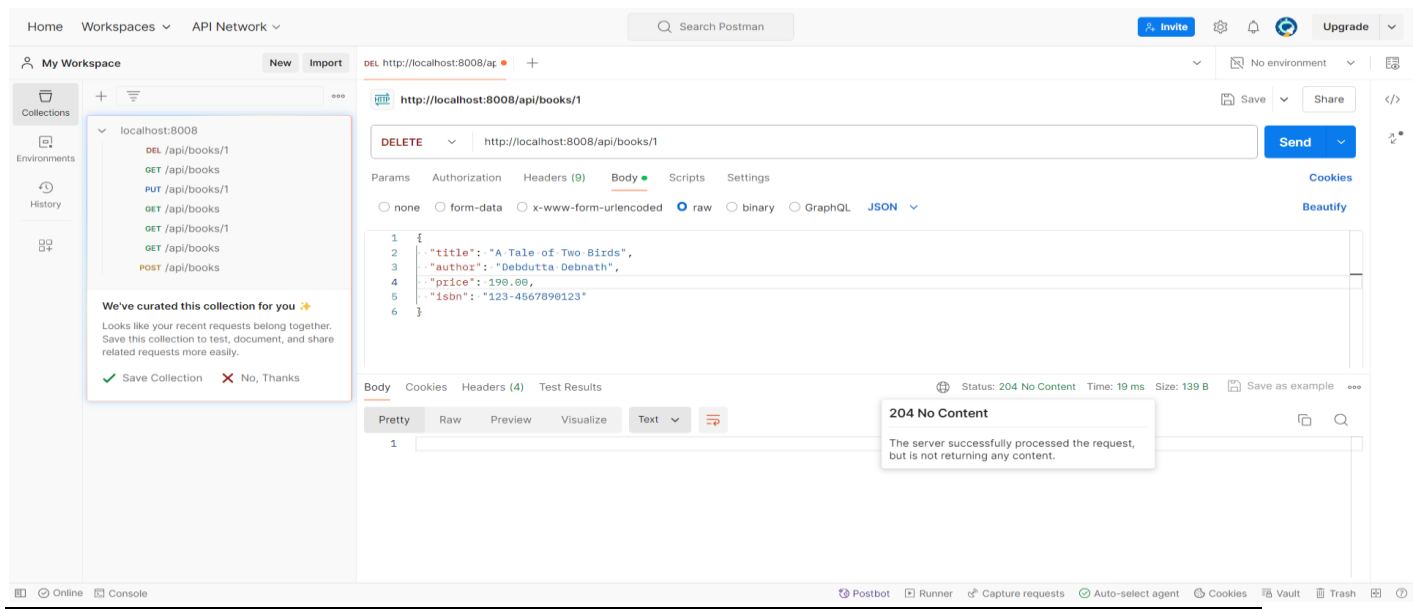 Home Workspaces API Network Search Postman Invite Upgrade
My Workspace New Import DEL http://localhost:8008/ap No environment
Collections
Environments
History
localhost:8008
DEL /api/books/1
GET /api/books
PUT /api/books/1
GET /api/books
GET /api/books/1
GET /api/books
POST /api/books
We've curated this collection for you ✨
Looks like your recent requests belong together.
Save this collection to test, document, and share
related requests more easily.
Save Collection No, Thanks
HTTP http://localhost:8008/api/books/1 Save Share </>
DELETE http://localhost:8008/api/books/1 Send
Params Authorization Headers (9) Body Scripts Settings Cookies
none form-data x-www-form-urlencoded raw binary GraphQL JSON Beautify
1 {
2 "title": "A Tale of Two Birds",
3 "author": "Debdutta Debnath",
4 "price": 190.00,
5 "isbn": "123-4567890123"
6 }
Body Cookies Headers (4) Test Results Status: 204 No Content Time: 19 ms Size: 139 B Save as example
Pretty Raw Preview Visualize Text
1
204 No Content
The server successfully processed the request,
but is not returning any content.
Online Console Postbot Runner Capture requests Auto-select agent Cookies Vault Trash